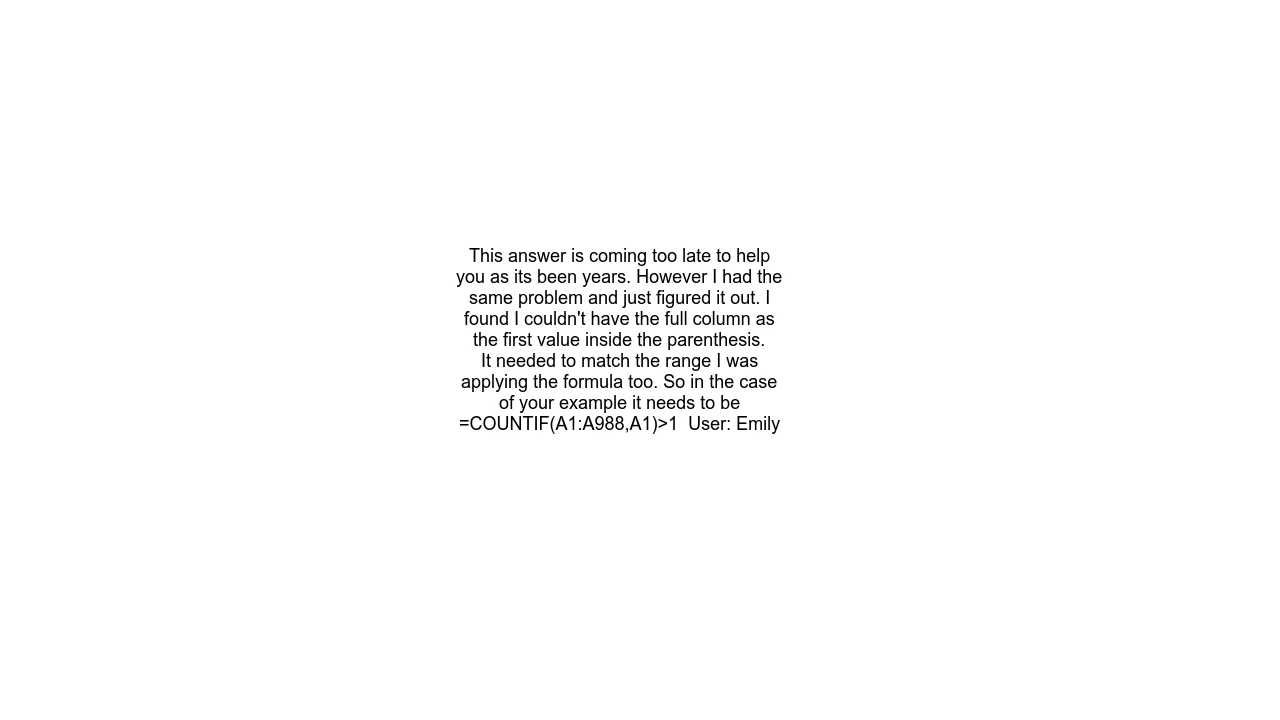 This answer is coming too late to help
you as its been years. However I had the
same problem and just figured it out. I
found I couldn't have the full column as
the first value inside the parenthesis.
It needed to match the range I was
applying the formula too. So in the case
of your example it needs to be
=COUNTIF(A1:A988,A1)>1  User: Emily